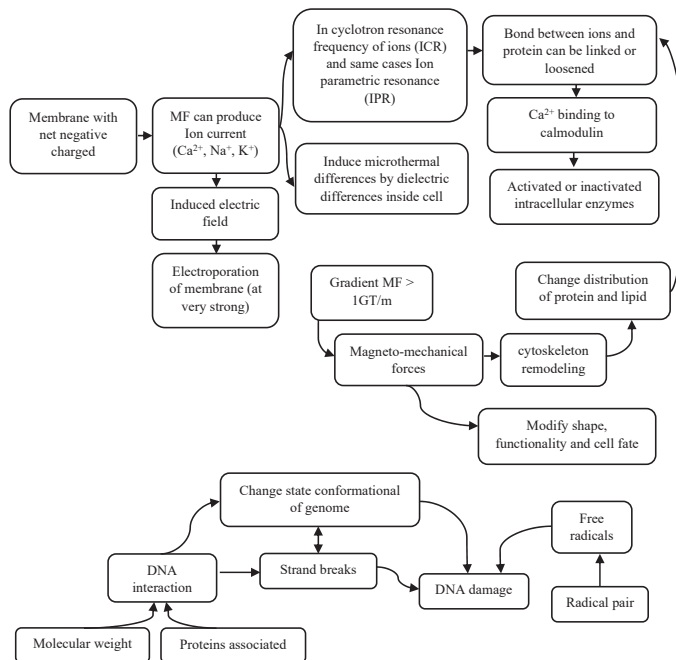 In cyclotron resonance
frequency of ions (ICR)
and same cases Ion
parametric resonance
(IPR)
Bond between ions and
protein can be linked or
loosened
Membrane with
net negative
charged
MF can produce
Ion current
(Ca²⁺, Na⁺, K⁺)
Ca²⁺ binding to
calmodulin
Induce microthermal
differences by dielectric
differences inside cell
Activated or inactivated
intracellular enzymes
Induced electric
field
Electroporation
of membrane (at
very strong)
Gradient MF >
1GT/m
Change distribution
of protein and lipid
Magneto-mechanical
forces
cytoskeleton
remodeling
Modify shape,
functionality and cell fate
Change state conformational
of genome
Free
radicals
DNA
interaction
Strand breaks
DNA damage
Radical pair
Molecular weight
Proteins associated